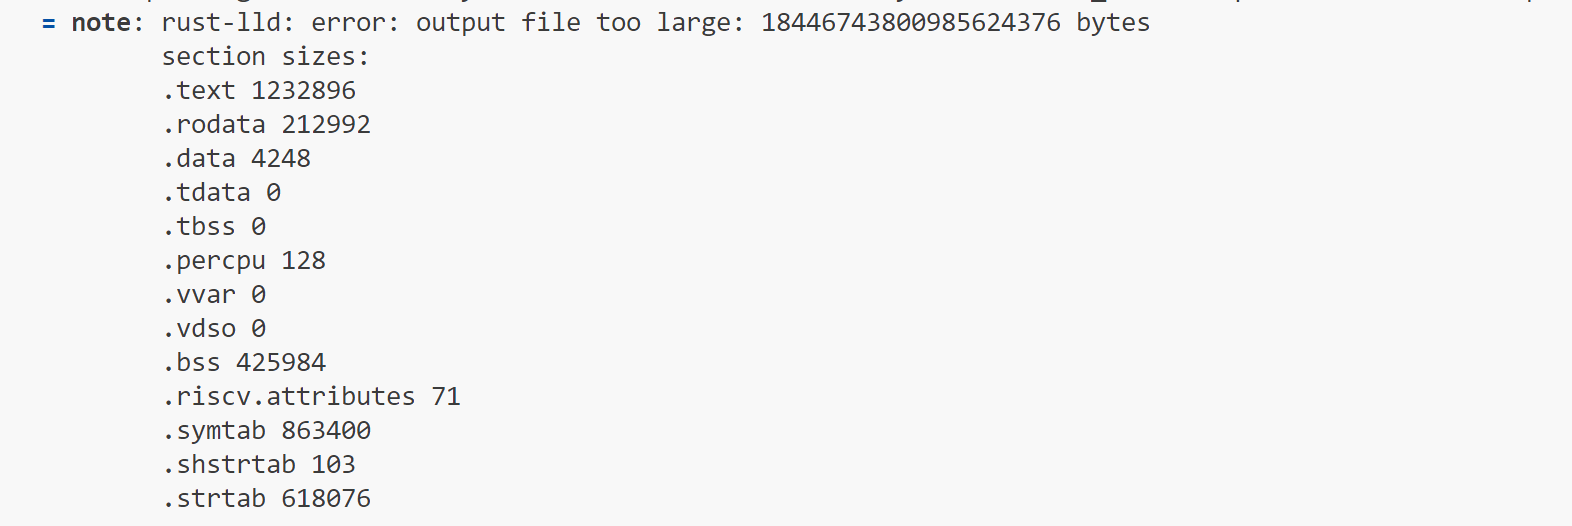 = note: rust-lld: error: output file too large: 18446743800985624376 bytes
section sizes:
.text 1232896
.rodata 212992
.data 4248
.tdata 0
.tbss 0
.percpu 128
.vvar 0
.vdso 0
.bss 425984
.riscv.attributes 71
.symtab 863400
.shstrtab 103
.strtab 618076